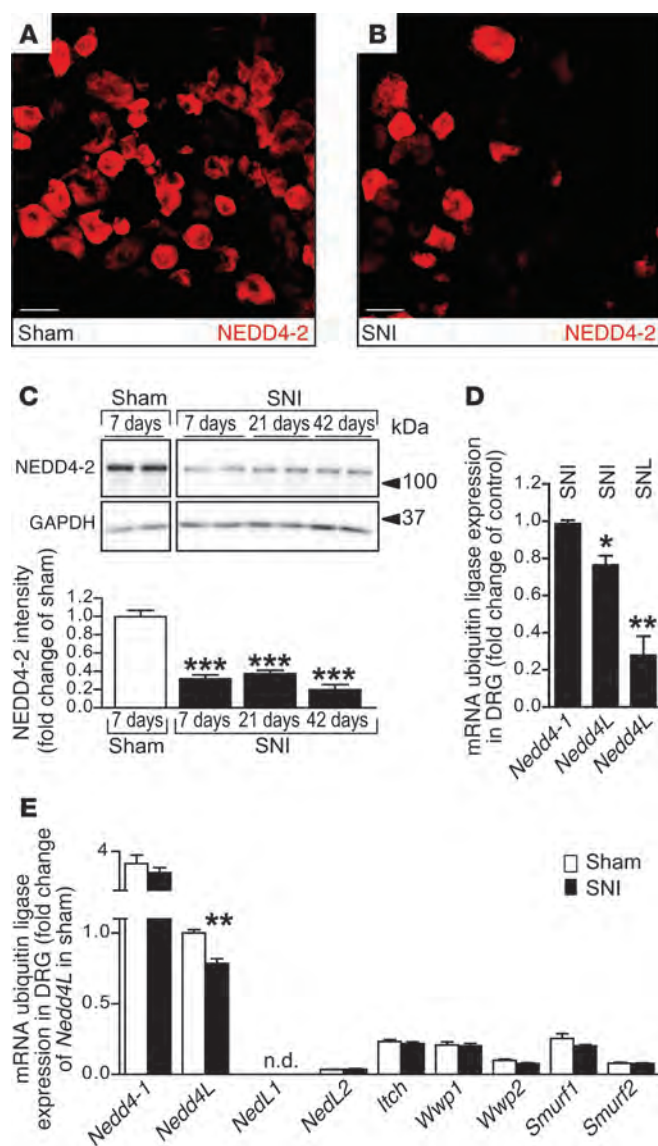 A
B
Sham NEDD4-2
SNI NEDD4-2
C
Sham SNI
7 days 7 days 21 days 42 days kDa
NEDD4-2
100
GAPDH
37
NEDD4-2 intensity
(fold change of sham)
1.2
1.0
0.8
0.6
0.4
0.2
0.0
*** *** ***
7 days 7 days 21 days 42 days
Sham SNI
D
SNI SNI SNL
mRNA ubiquitin ligase expression
in DRG (fold change of control)
1.2
1.0
0.8
0.6
0.4
0.2
0
* **
Nedd4-1 Nedd4L Nedd4L
E
Sham
SNI
mRNA ubiquitin ligase
expression in DRG (fold change
of Nedd4L in sham)
4
1.0
0.5
0.0
**
n.d.
Nedd4-1 Nedd4L NedL1 NedL2 Itch Wwp1 Wwp2 Smurf1 Smurf2